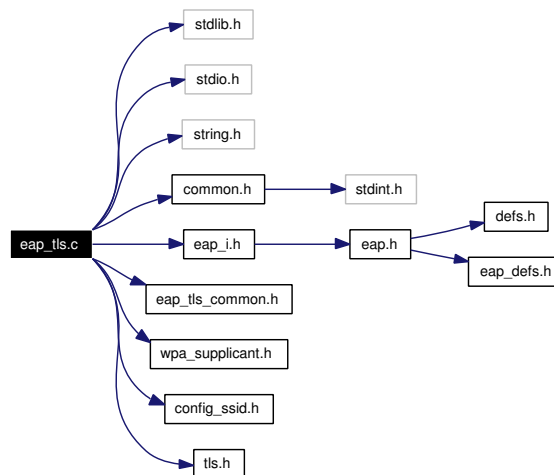 stdlib.h
stdio.h
string.h
common.h
stdint.h
eap_tls.c
eap_i.h
eap.h
defs.h
eap_defs.h
eap_tls_common.h
wpa_supplicant.h
config_ssid.h
tls.h